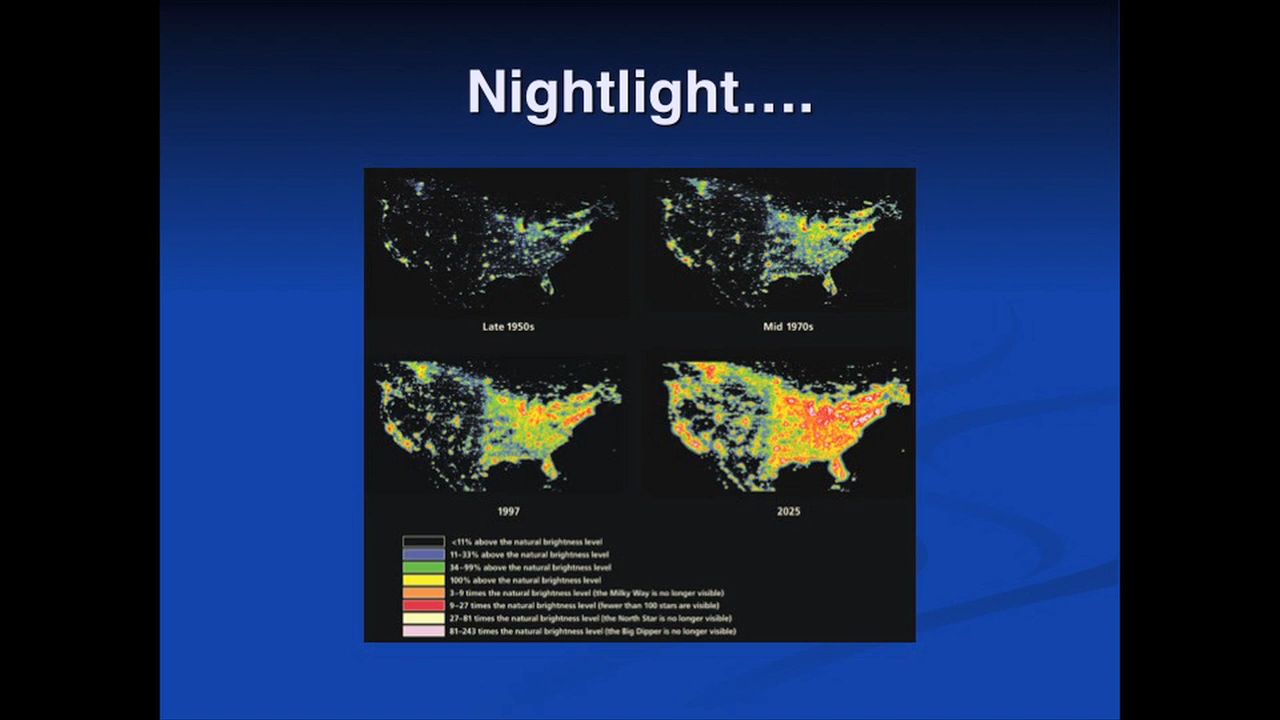 Nightlight....
Late 1950s
Mid 1970s
1997
2025
<11% above the natural brightness level
11–33% above the natural brightness level
34–99% above the natural brightness level
100% above the natural brightness level
3–9 times the natural brightness level (the Milky Way is no longer visible)
9–27 times the natural brightness level (fewer than 100 stars are visible)
27–81 times the natural brightness level (the North Star is no longer visible)
81–243 times the natural brightness level (the Big Dipper is no longer visible)